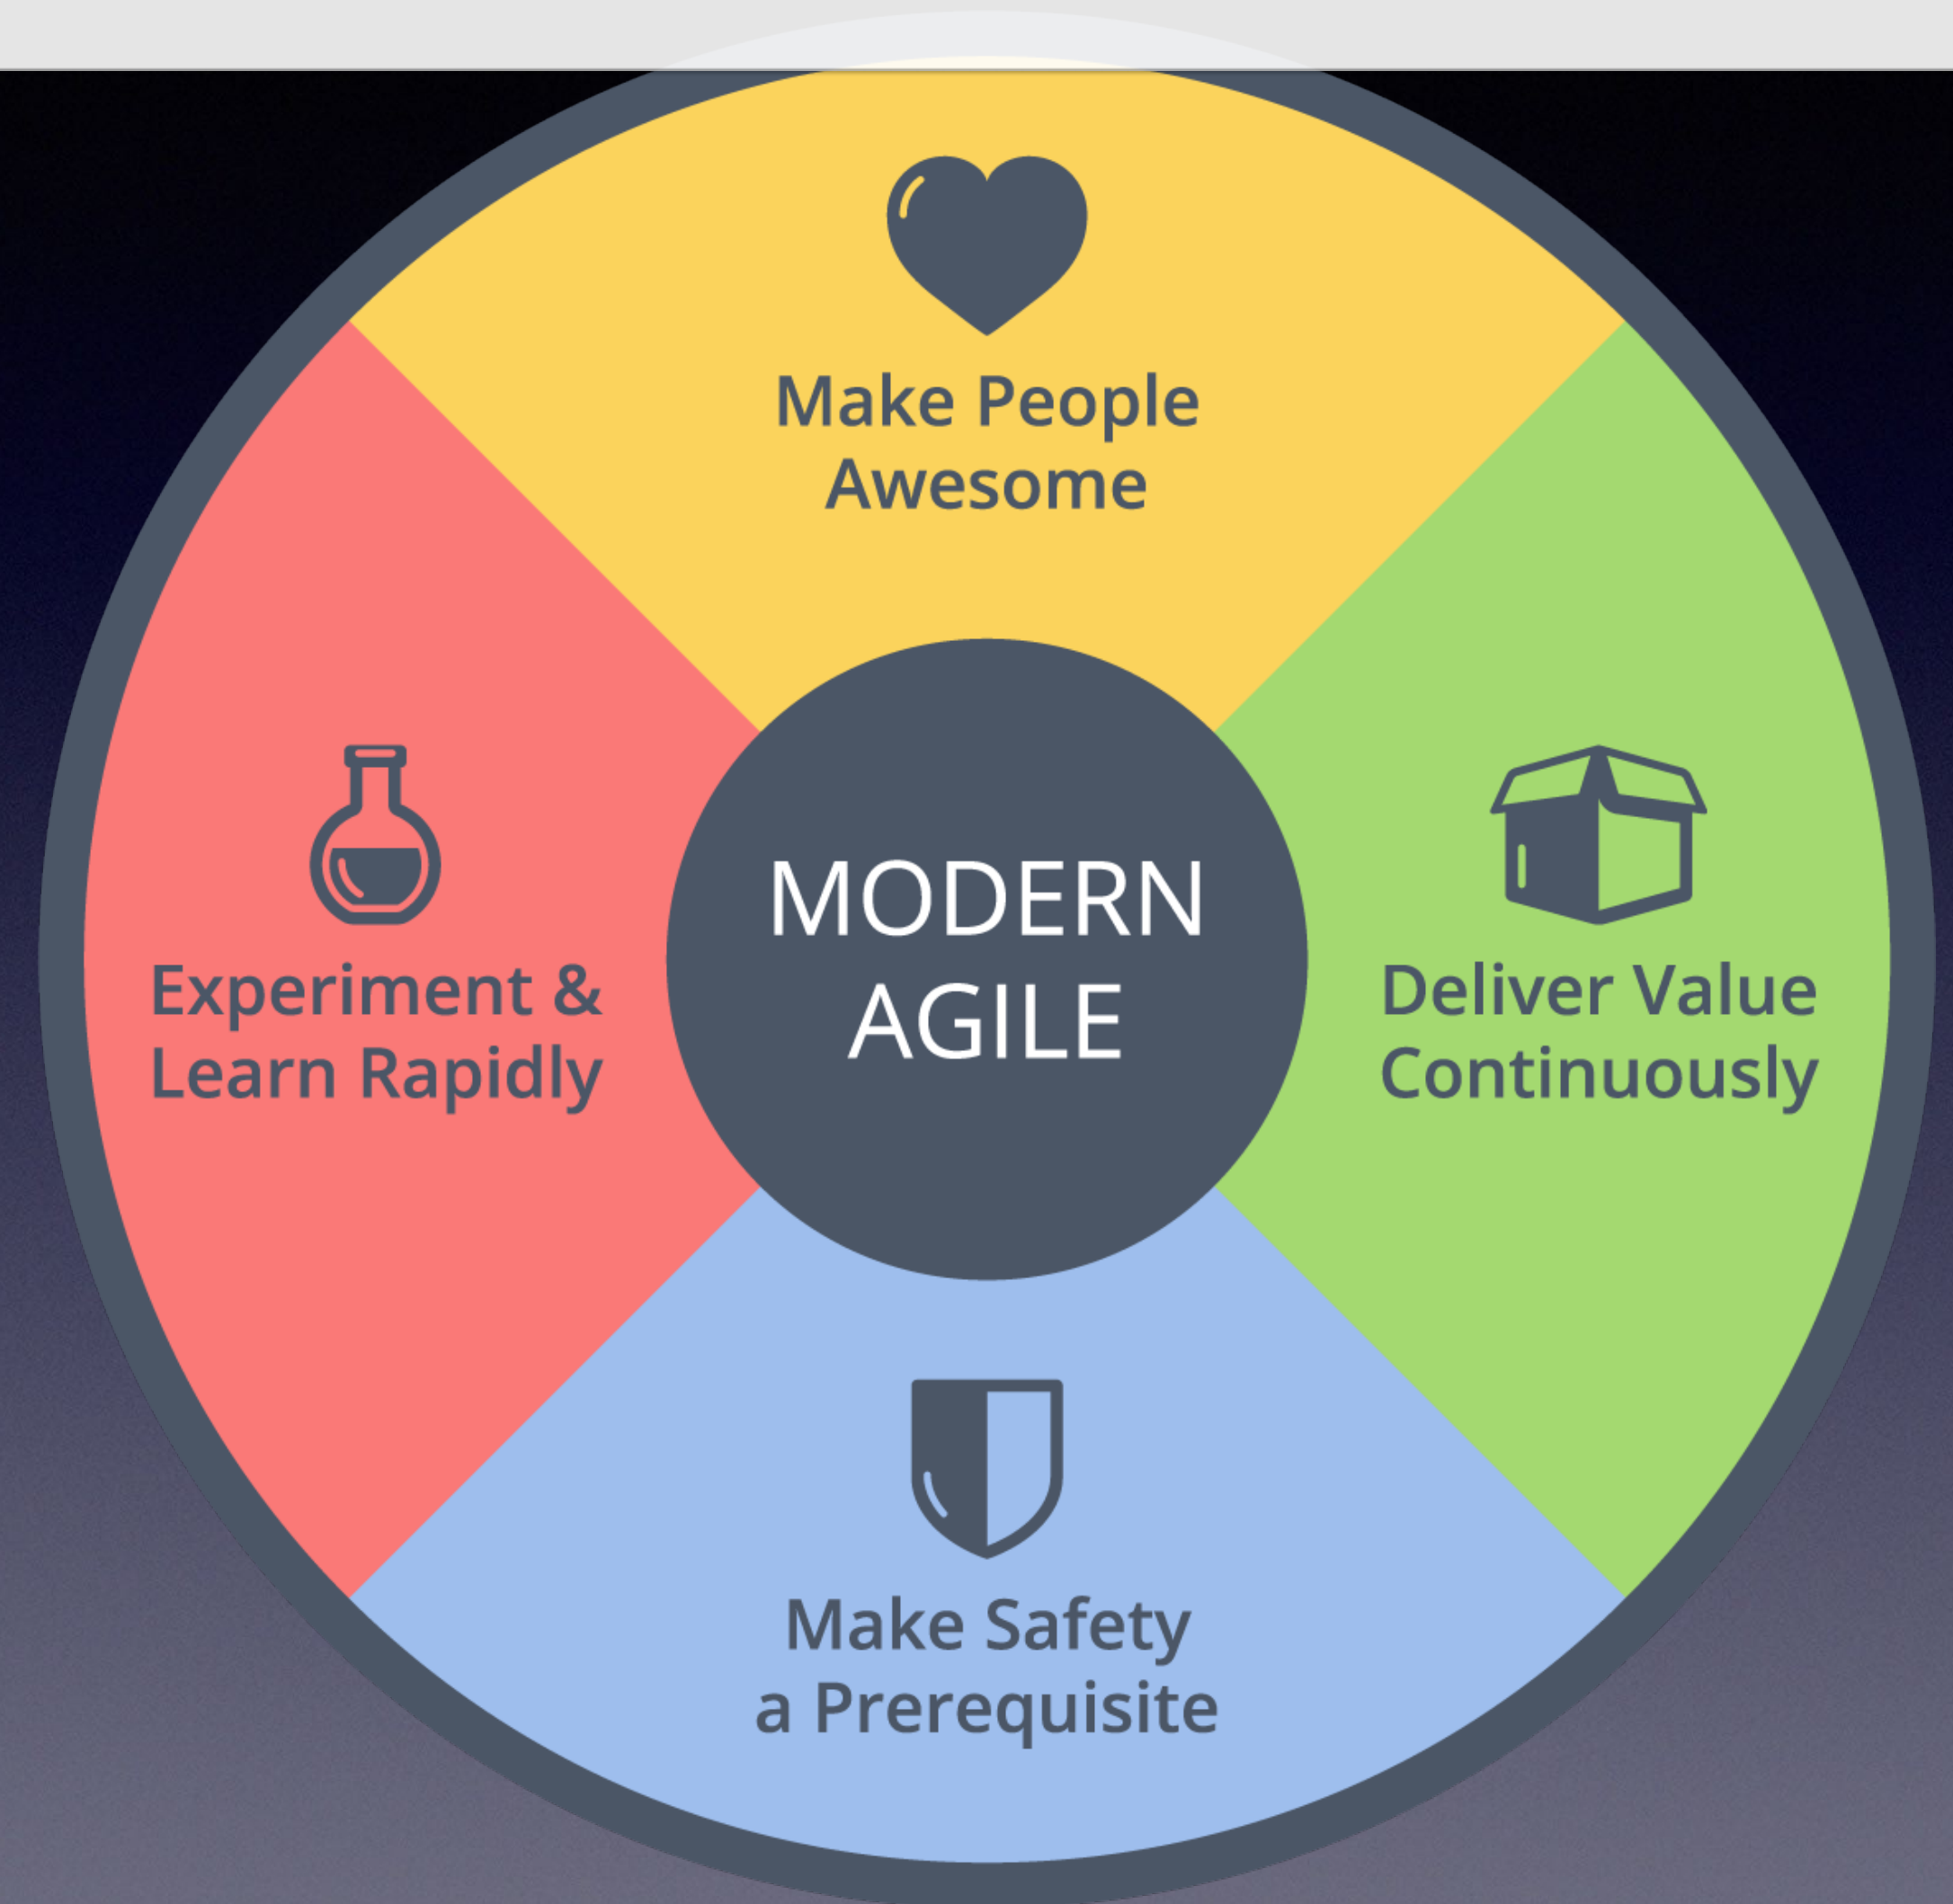 Make People
Awesome
Experiment &
Learn Rapidly
MODERN
AGILE
Deliver Value
Continuously
Make Safety
a Prerequisite